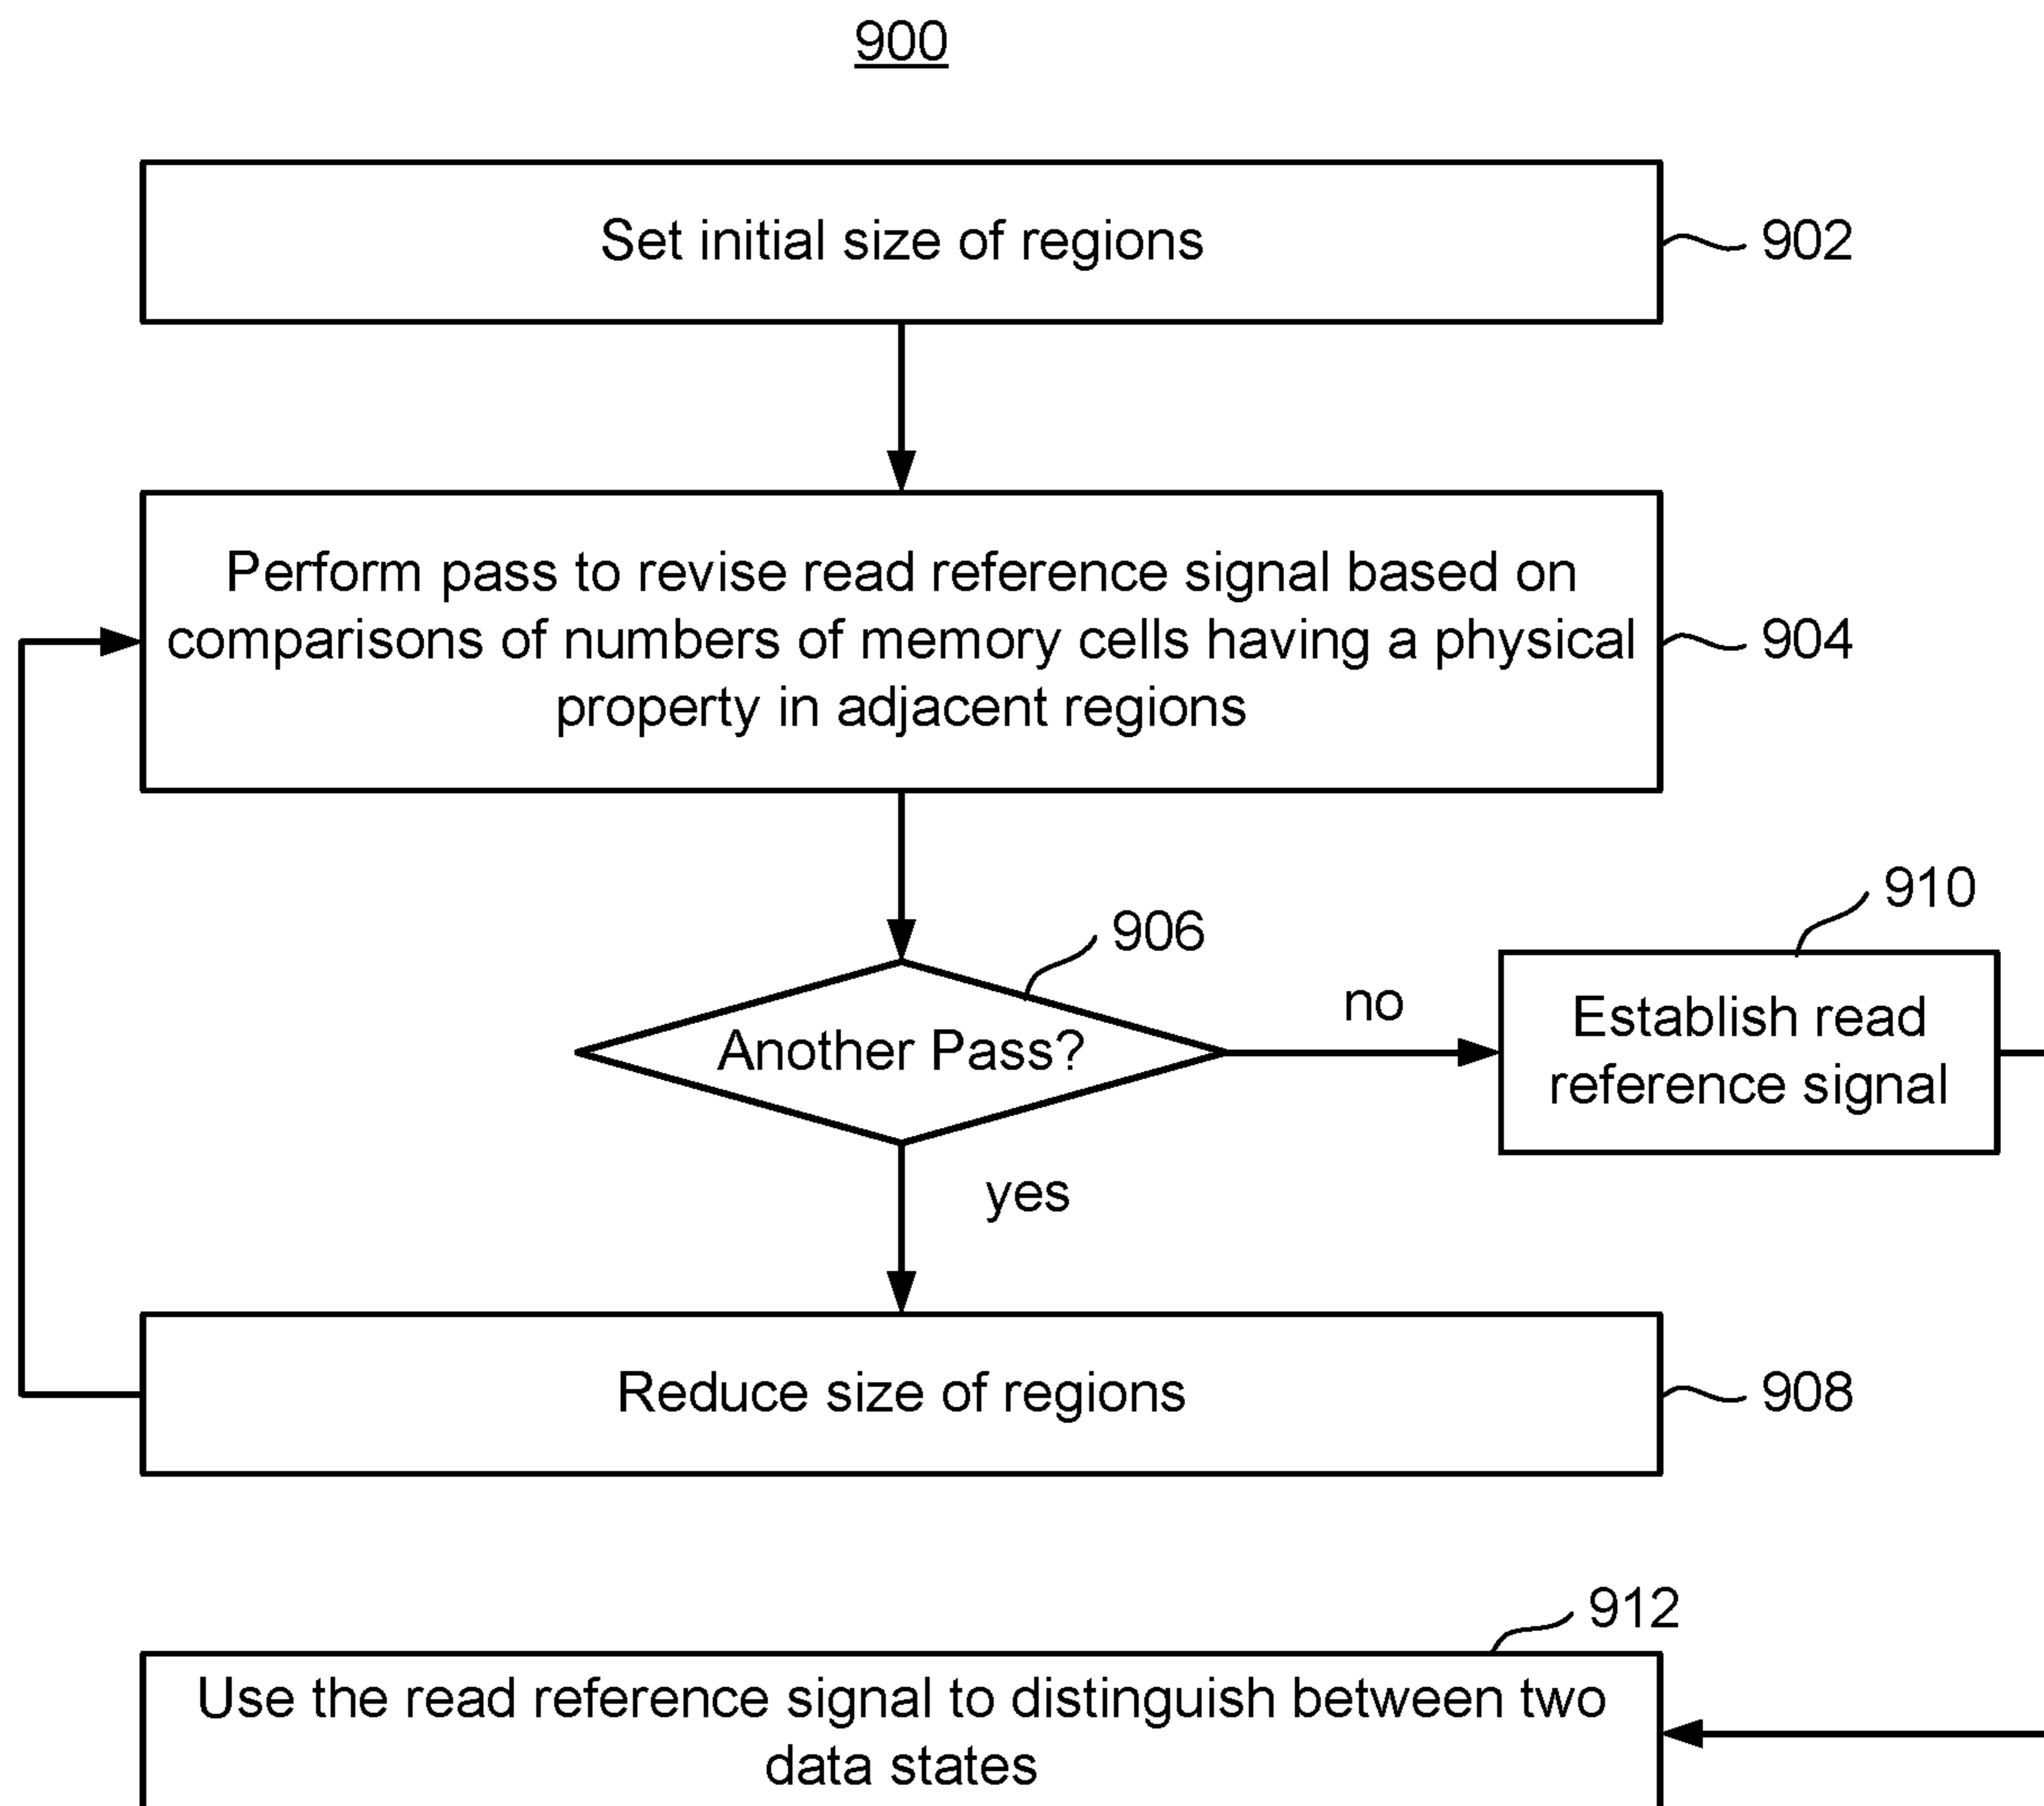 900
Set initial size of regions
902
Perform pass to revise read reference signal based on
comparisons of numbers of memory cells having a physical
property in adjacent regions
904
906
Another Pass?
no
910
Establish read
reference signal
yes
Reduce size of regions
908
912
Use the read reference signal to distinguish between two
data states